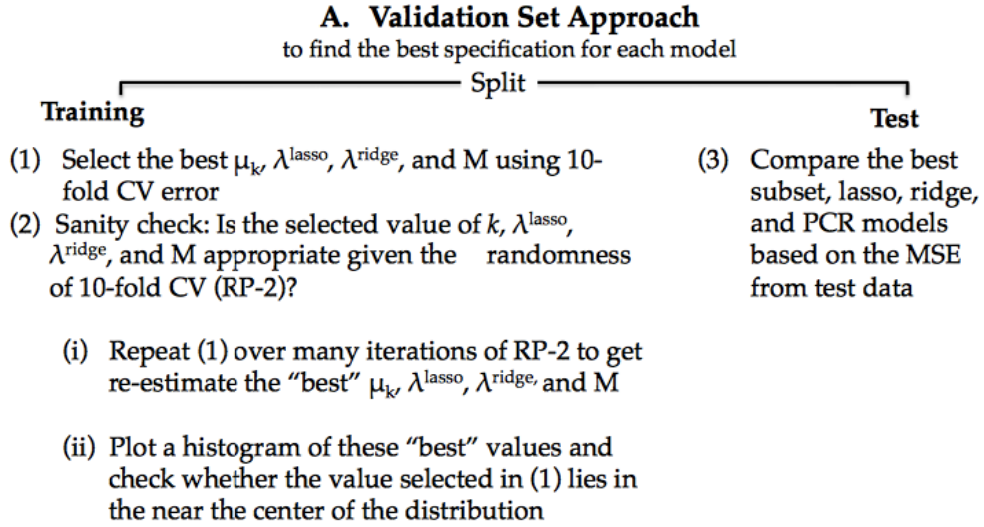 A. Validation Set Approach
to find the best specification for each model
Split
Training
(1) Select the best μₖ, λˡᵃˢˢᵒ, λʳⁱᵈᵍᵉ, and M using 10-
fold CV error
(2) Sanity check: Is the selected value of k, λˡᵃˢˢᵒ,
λʳⁱᵈᵍᵉ, and M appropriate given the randomness
of 10-fold CV (RP-2)?
(i) Repeat (1) over many iterations of RP-2 to get
re-estimate the “best” μₖ, λˡᵃˢˢᵒ, λʳⁱᵈᵍᵉ, and M
(ii) Plot a histogram of these “best” values and
check whether the value selected in (1) lies in
the near the center of the distribution
Test
(3) Compare the best
subset, lasso, ridge,
and PCR models
based on the MSE
from test data